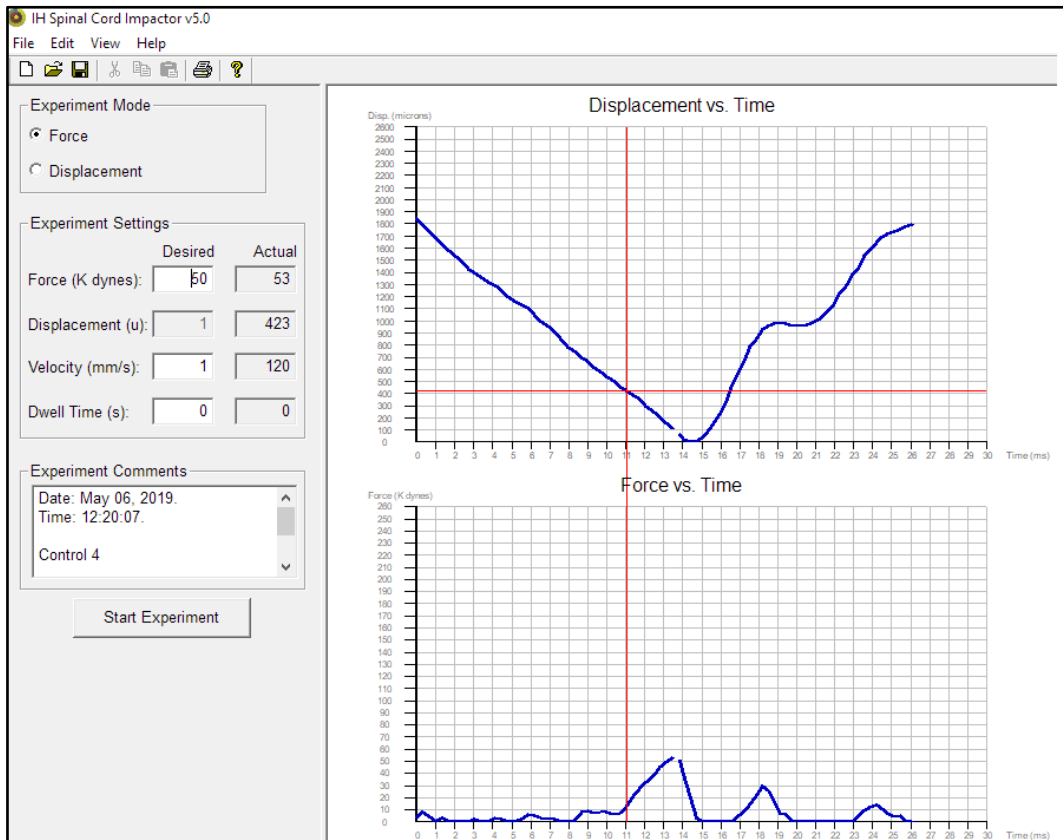 IH Spinal Cord Impactor v5.0
File Edit View Help
Experiment Mode
Force
Displacement
Experiment Settings
Desired Actual
Force (K dynes): 50 53
Displacement (u): 1 423
Velocity (mm/s): 1 120
Dwell Time (s): 0 0
Experiment Comments
Date: May 06, 2019.
Time: 12:20:07.
Control 4
Start Experiment
Displacement vs. Time
Disp. (microns)
2600
2500
2400
2300
2200
2100
2000
1900
1800
1700
1600
1500
1400
1300
1200
1100
1000
900
800
700
600
500
400
300
200
100
0
0 1 2 3 4 5 6 7 8 9 10 11 12 13 14 15 16 17 18 19 20 21 22 23 24 25 26 27 28 29 30 Time (ms)
Force vs. Time
Force (K dynes)
260
250
240
230
220
210
200
190
180
170
160
150
140
130
120
110
100
90
80
70
60
50
40
30
20
10
0
0 1 2 3 4 5 6 7 8 9 10 11 12 13 14 15 16 17 18 19 20 21 22 23 24 25 26 27 28 29 30 Time (ms)